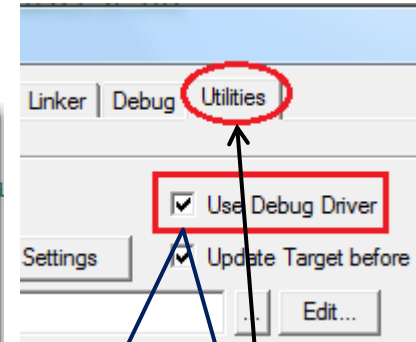 Linker Debug Utilities
Use Debug Driver
Settings Update Target before
... Edit...